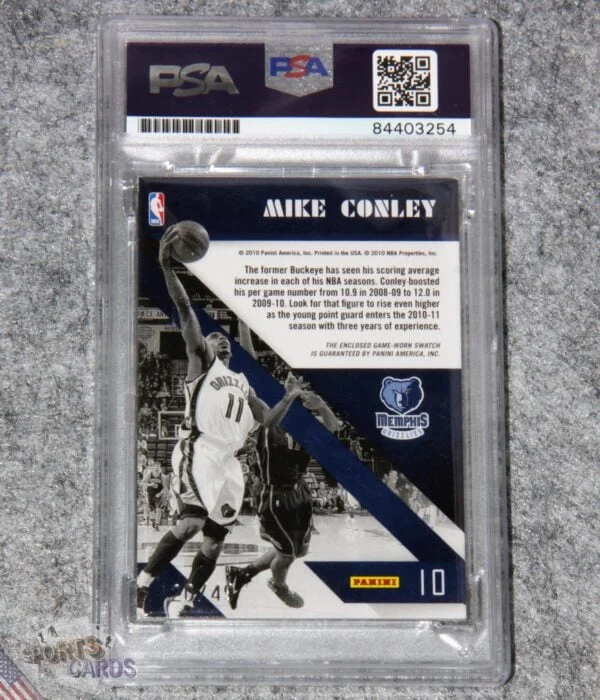 PSA PSA
84403254
MIKE CONLEY
© 2010 Panini America, Inc. Printed in the USA. © 2010 NBA Properties, Inc.
The former Buckeye has seen his scoring average
increase in each of his NBA seasons. Conley boosted
his per game number from 10.9 in 2008-09 to 12.0 in
2009-10. Look for that figure to rise even higher
as the young point guard enters the 2010-11
season with three years of experience.
THE ENCLOSED GAME-WORN SWATCH
IS GUARANTEED BY PANINI AMERICA, INC.
GRIZZL
11
MEMPHIS
GRIZZLIES
PANINI 10
SPORTS
CARDS